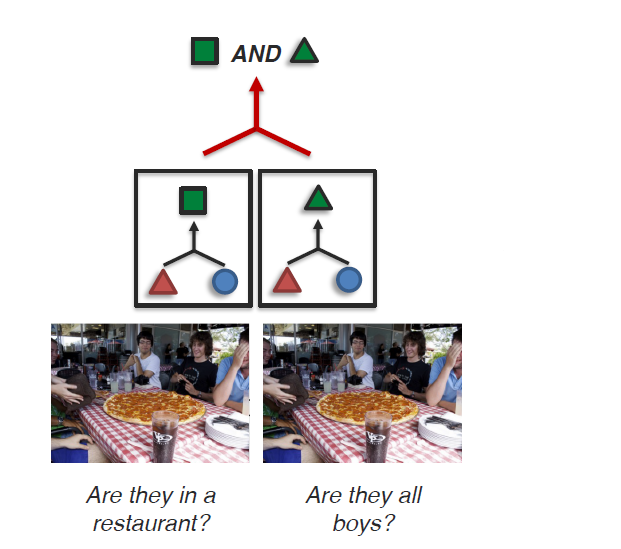 AND
Are they in a
restaurant?
Are they all
boys?